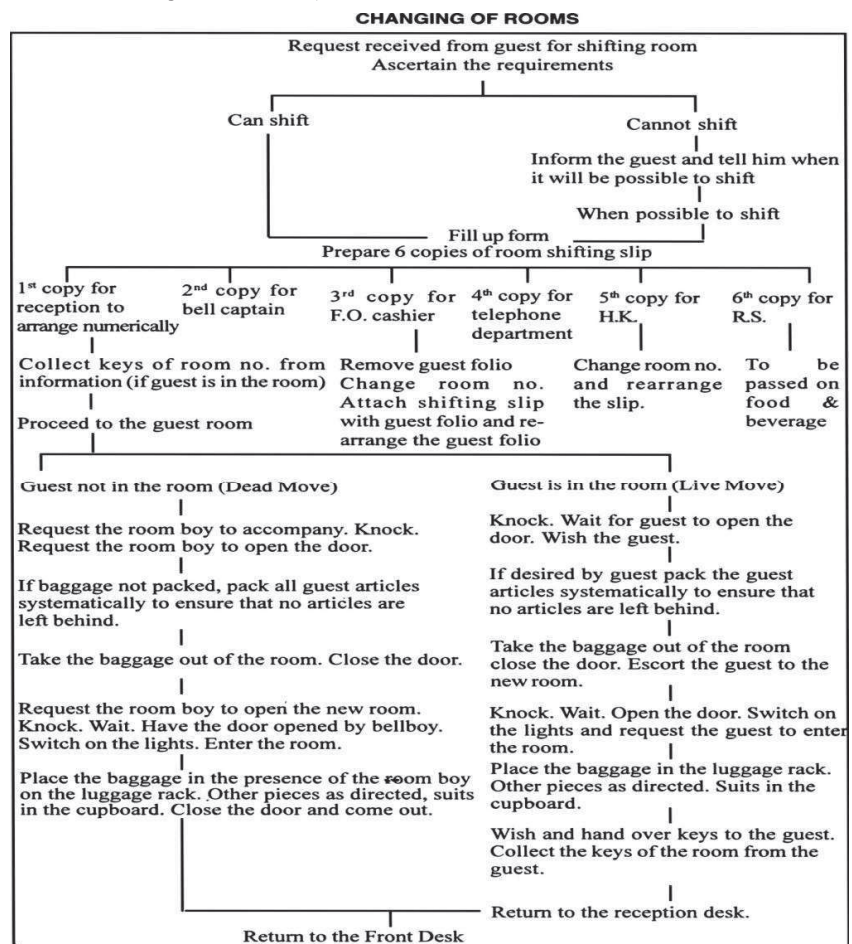 CHANGING OF ROOMS
Request received from guest for shifting room
Ascertain the requirements
Can shift
Cannot shift
Inform the guest and tell him when
it will be possible to shift
When possible to shift
Fill up form
Prepare 6 copies of room shifting slip
1st copy for
reception to
arrange numerically
2nd copy for
bell captain
3rd copy for
F.O. cashier
4th copy for
telephone
department
5th copy for
H.K.
6th copy for
R.S.
Collect keys of room no. from
information (if guest is in the room)
Remove guest folio
Change room no.
Attach shifting slip
with guest folio and re-
arrange the guest folio
Change room no.
and rearrange
the slip.
To be
passed on
food &
beverage
Proceed to the guest room
Guest not in the room (Dead Move)
Request the room boy to accompany. Knock.
Request the room boy to open the door.
If baggage not packed, pack all guest articles
systematically to ensure that no articles are
left behind.
Take the baggage out of the room. Close the door.
Request the room boy to open the new room.
Knock. Wait. Have the door opened by bellboy.
Switch on the lights. Enter the room.
Place the baggage in the presence of the room boy
on the luggage rack. Other pieces as directed, suits
in the cupboard. Close the door and come out.
Guest is in the room (Live Move)
Knock. Wait for guest to open the
door. Wish the guest.
If desired by guest pack the guest
articles systematically to ensure that
no articles are left behind.
Take the baggage out of the room
close the door. Escort the guest to the
new room.
Knock. Wait. Open the door. Switch on
the lights and request the guest to enter
the room.
Place the baggage in the luggage rack.
Other pieces as directed. Suits in the
cupboard.
Wish and hand over keys to the guest.
Collect the keys of the room from the
guest.
Return to the reception desk.
Return to the Front Desk